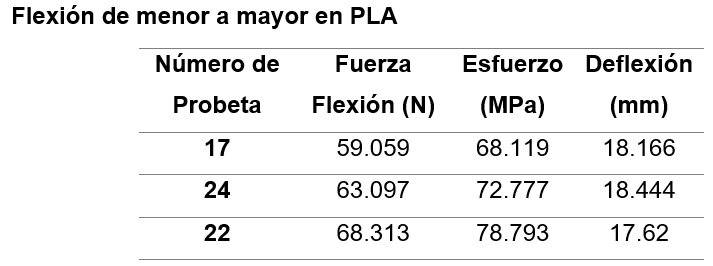 Flexión de menor a mayor en PLA
Número de Fuerza Esfuerzo Deflexión
Probeta Flexión (N) (MPa) (mm)
17 59.059 68.119 18.166
24 63.097 72.777 18.444
22 68.313 78.793 17.62